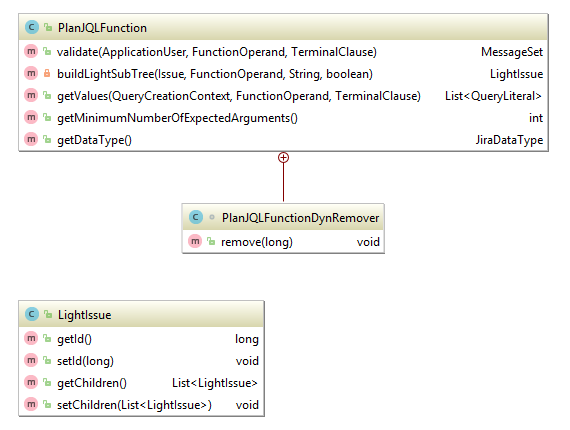 PlanJQLFunction
validate(ApplicationUser, FunctionOperand, TerminalClause) MessageSet
buildLightSubTree(Issue, FunctionOperand, String, boolean) LightIssue
getValues(QueryCreationContext, FunctionOperand, TerminalClause) List<QueryLiteral>
getMinimumNumberOfExpectedArguments() int
getDataType() JiraDataType
PlanJQLFunctionDynRemover
remove(long) void
LightIssue
getId() long
setId(long) void
getChildren() List<LightIssue>
setChildren(List<LightIssue>) void